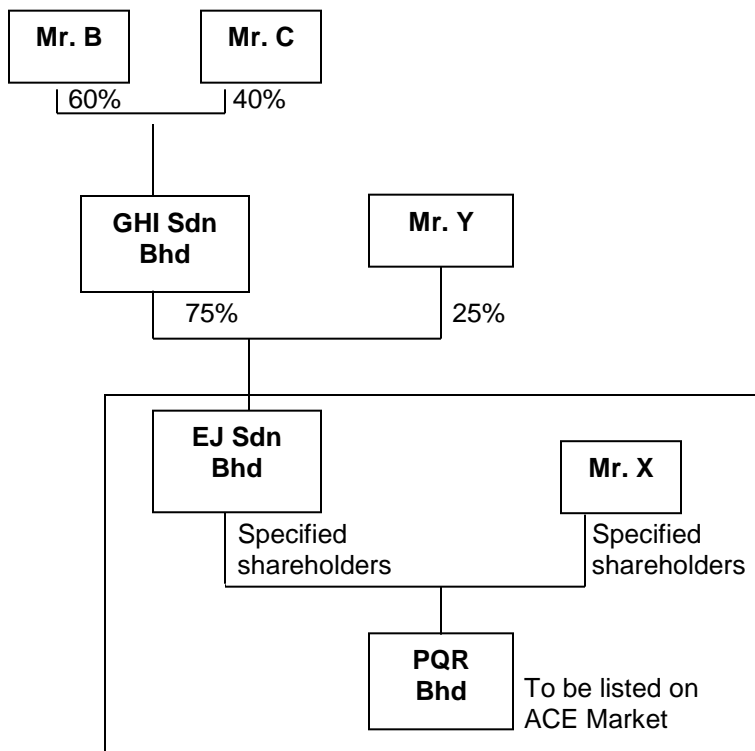 Mr. B
Mr. C
60%
40%
GHI Sdn
Bhd
Mr. Y
75%
25%
EJ Sdn
Bhd
Mr. X
Specified
shareholders
Specified
shareholders
PQR
Bhd
To be listed on
ACE Market